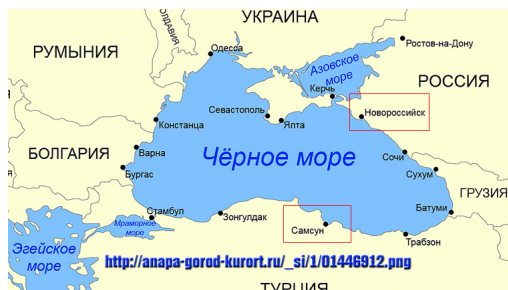 УКРАИНА
МОЛДАВИЯ
Одесса
РУМЫНИЯ
Ростов-на-Дону
Азовское
море
РОССИЯ
Керчь
Севастополь
Новороссийск
Ялта
Констанца
БОЛГАРИЯ
Варна
Чёрное море
Сочи
Бургас
Сухум
ГРУЗИЯ
Стамбул
Батуми
Зонгулдак
Мраморное
море
Самсун
Эгейское
море
Трабзон
http://anapa-gorod-kurort.ru/_si/1/01446912.png
ТУРЦИЯ